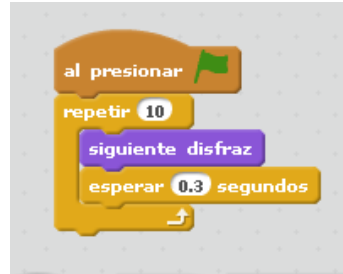 al presionar
repetir 10
siguiente disfraz
esperar 0.3 segundos